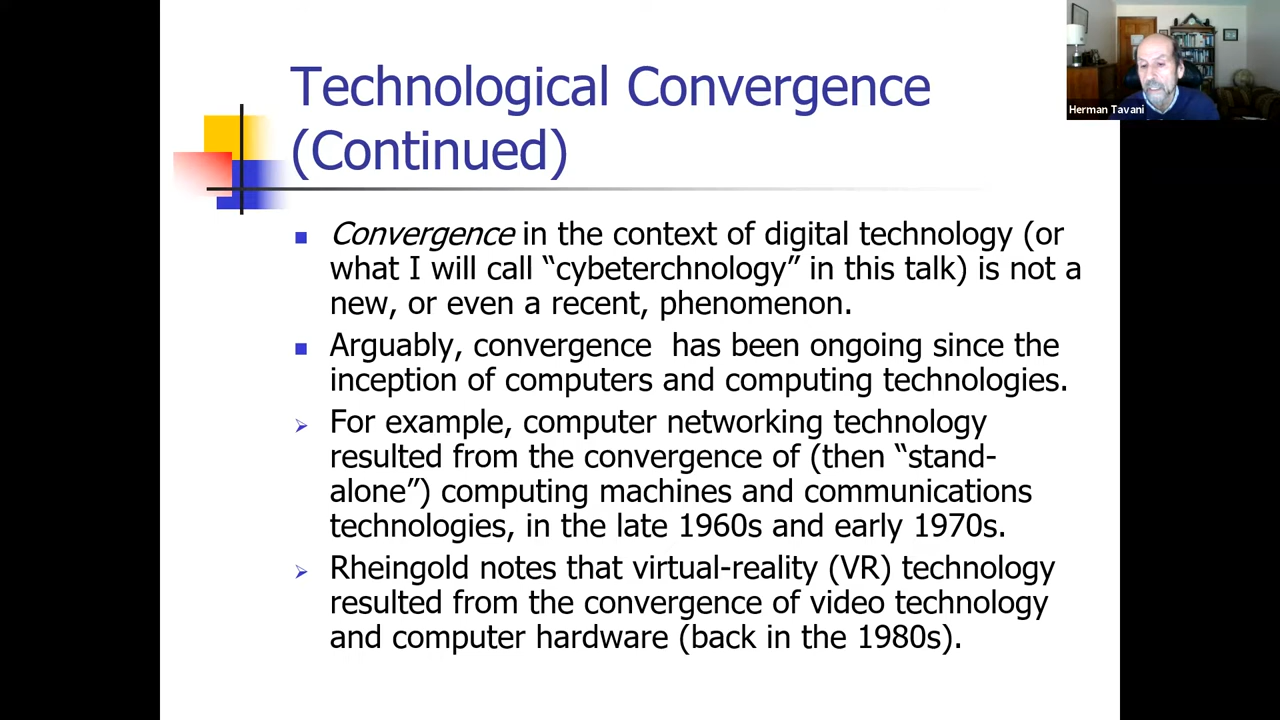 Technological Convergence
(Continued)
Herman Tavani
Convergence in the context of digital technology (or
what I will call “cybeterchnology” in this talk) is not a
new, or even a recent, phenomenon.
Arguably, convergence  has been ongoing since the
inception of computers and computing technologies.
For example, computer networking technology
resulted from the convergence of (then “stand-
alone”) computing machines and communications
technologies, in the late 1960s and early 1970s.
Rheingold notes that virtual-reality (VR) technology
resulted from the convergence of video technology
and computer hardware (back in the 1980s).